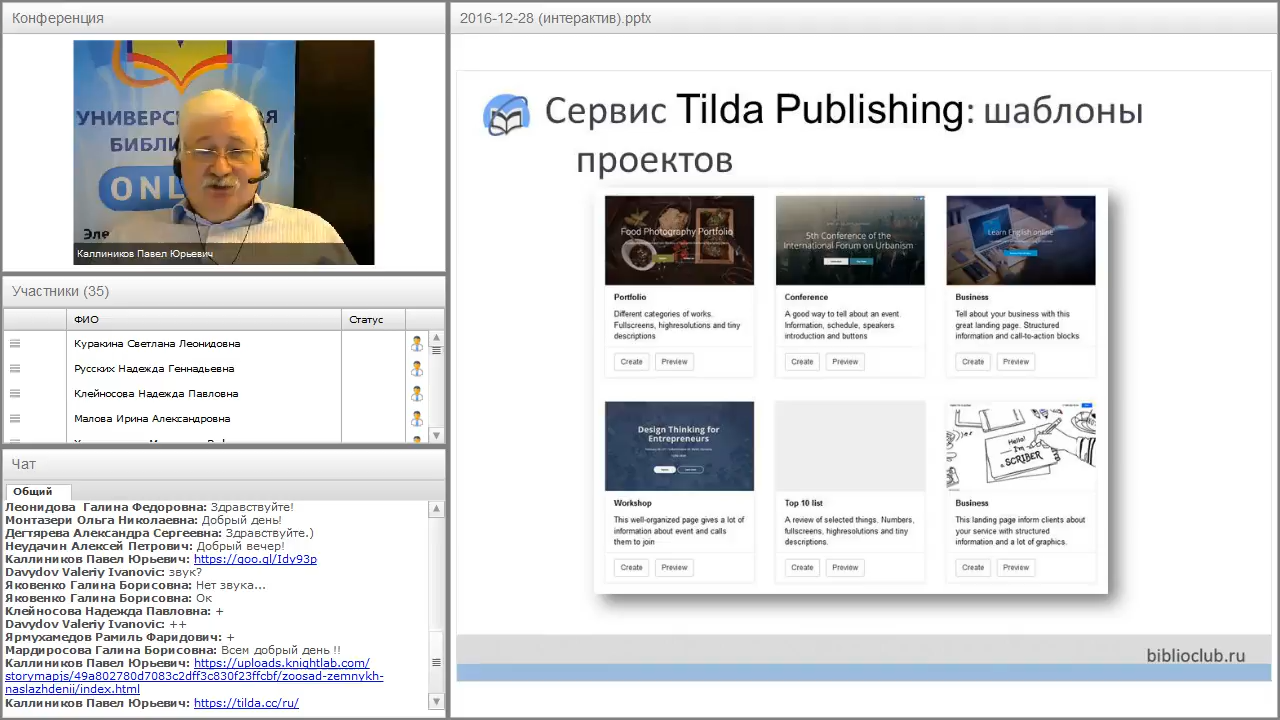 Конференция
УНИВЕРС
АЯ
БИБЛИ
ONL
Эле
Каллиников Павел Юрьевич
Участники (35)
ФИО
Статус
Куракина Светлана Леонидовна
Русских Надежда Геннадьевна
Клейносова Надежда Павловна
Малова Ирина Александровна
Чат
Общий
Леонидова Галина Федоровна: Здравствуйте!
Монтазери Ольга Николаевна: Добрый день!
Дегтярева Александра Сергеевна: Здравствуйте.)
Неудачин Алексей Петрович: Добрый вечер!
Каллиников Павел Юрьевич: https://goo.gl/Idv93p
Davydov Valeriy Ivanovic: звук?
Яковенко Галина Борисовна: Нет звука...
Яковенко Галина Борисовна: Ок
Клейносова Надежда Павловна: +
Davydov Valeriy Ivanovic: ++
Ярмухамедов Рамиль Фаридович: +
Мардиросова Галина Борисовна: Всем добрый день !!
Каллиников Павел Юрьевич: https://uploads.knightlab.com/
storymapjs/49a802780d7083c2dff3c830f23ffcbf/zoosad-zemnykh-
naslazhdenii/index.html
Каллиников Павел Юрьевич: https://tilda.cc/ru/
2016-12-28 (интерактив).pptx
Сервис Tilda Publishing: шаблоны
проектов
Food Photography Portfolio
Portfolio
Different categories of works.
Fullscreens, highresolutions and tiny
descriptions
Create Preview
5th Conference of the
International Forum on Urbanism
Conference
A good way to tell about an event.
Information, schedule, speakers
introduction and buttons
Create Preview
Learn English online
Business
Tell about your business with this
great landing page. Structured
information and call-to-action blocks
Create Preview
Design Thinking for
Entrepreneurs
Workshop
This well-organized page gives a lot of
information about event and calls
them to join
Create Preview
Top 10 list
A review of selected things. Numbers,
fullscreens, highresolutions and tiny
descriptions.
Create Preview
Hello!
I'm
a SCRIBER
Business
This landing page inform clients about
your service with structured
information and a lot of graphics.
Create Preview
biblioclub.ru